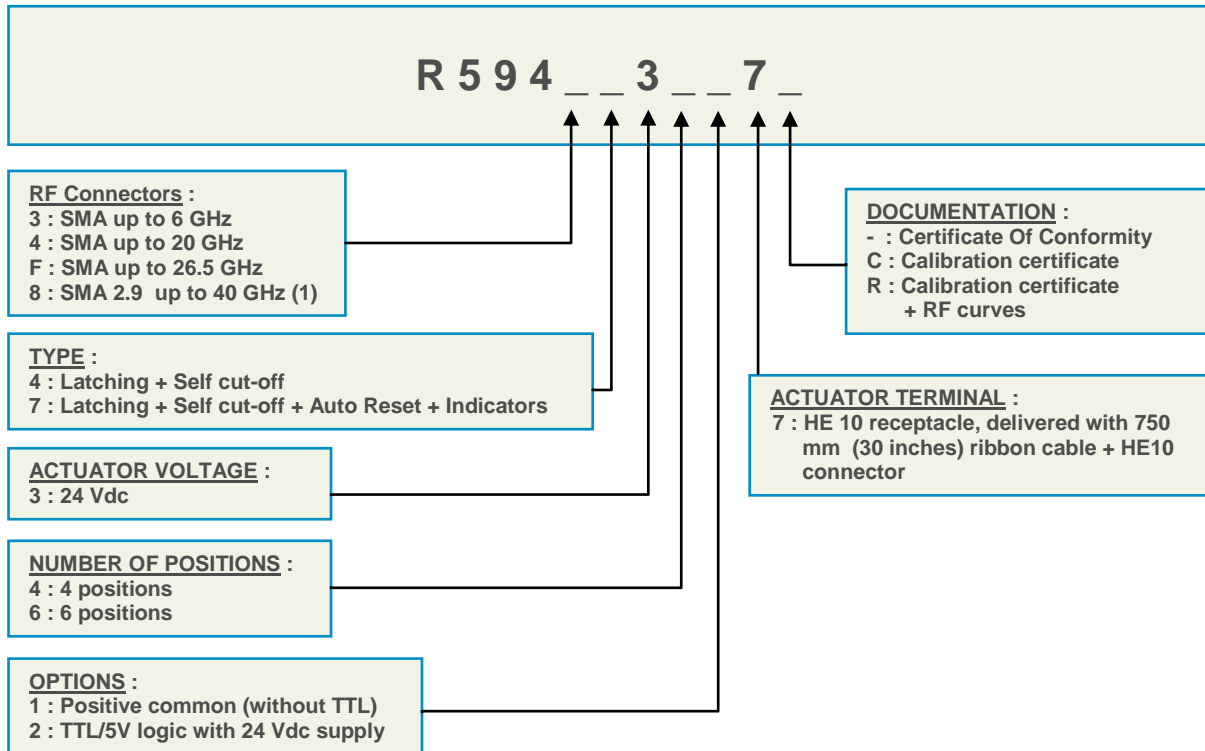 R 5 9 4 _ _ 3 _ _ 7 _
RF Connectors :
3 : SMA up to 6 GHz
4 : SMA up to 20 GHz
F : SMA up to 26.5 GHz
8 : SMA 2.9 up to 40 GHz (1)
TYPE :
4 : Latching + Self cut-off
7 : Latching + Self cut-off + Auto Reset + Indicators
ACTUATOR VOLTAGE :
3 : 24 Vdc
NUMBER OF POSITIONS :
4 : 4 positions
6 : 6 positions
OPTIONS :
1 : Positive common (without TTL)
2 : TTL/5V logic with 24 Vdc supply
DOCUMENTATION :
- : Certificate Of Conformity
C : Calibration certificate
R : Calibration certificate
+ RF curves
ACTUATOR TERMINAL :
7 : HE 10 receptacle, delivered with 750
mm (30 inches) ribbon cable + HE10
connector